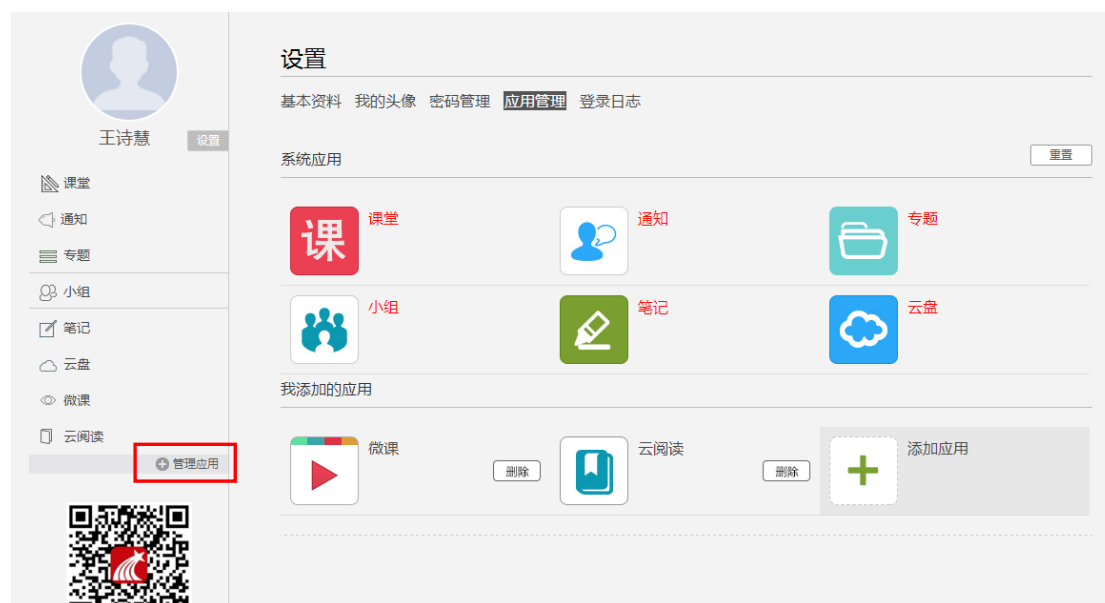 王诗慧
设置
课堂
通知
专题
小组
笔记
云盘
微课
云阅读
管理应用
设置
基本资料 我的头像 密码管理 应用管理 登录日志
系统应用
重置
课 课堂
通知
专题
小组
笔记
云盘
我添加的应用
微课
删除
云阅读
删除
添加应用